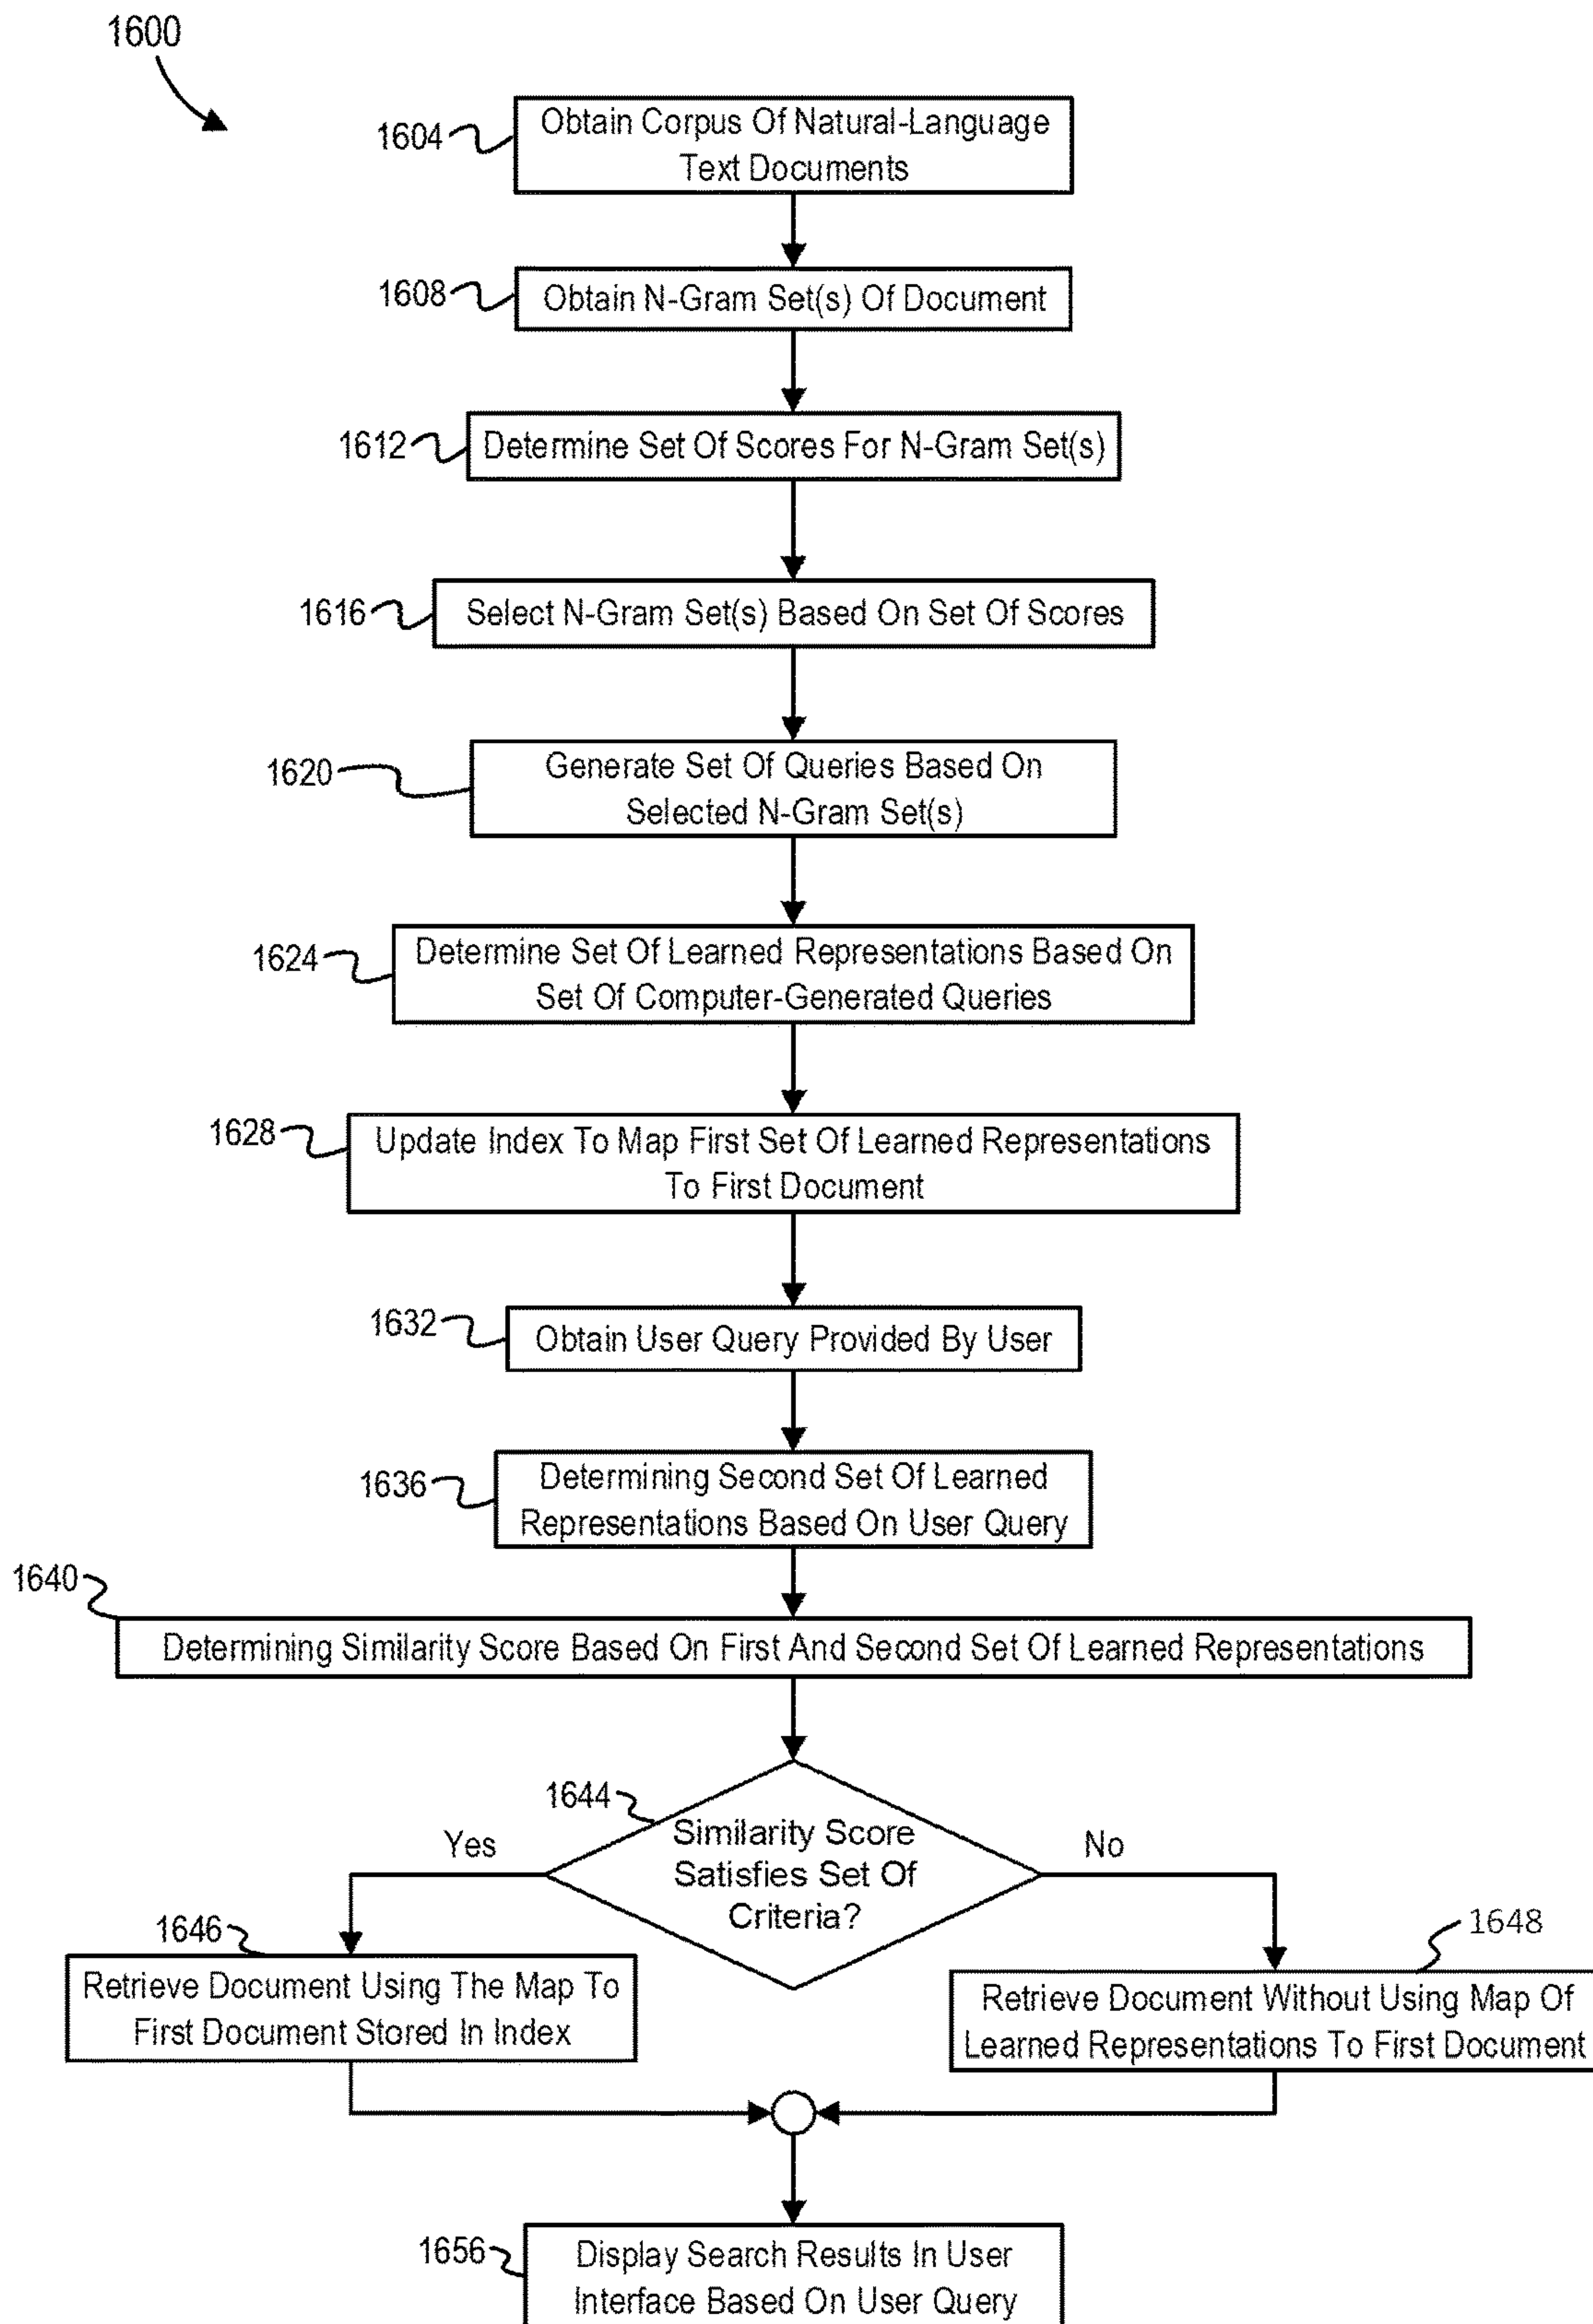 1600
1604
Obtain Corpus Of Natural-Language
Text Documents
1608
Obtain N-Gram Set(s) Of Document
1612
Determine Set Of Scores For N-Gram Set(s)
1616
Select N-Gram Set(s) Based On Set Of Scores
1620
Generate Set Of Queries Based On
Selected N-Gram Set(s)
1624
Determine Set Of Learned Representations Based On
Set Of Computer-Generated Queries
1628
Update Index To Map First Set Of Learned Representations
To First Document
1632
Obtain User Query Provided By User
1636
Determining Second Set Of Learned
Representations Based On User Query
1640
Determining Similarity Score Based On First And Second Set Of Learned Representations
1644
Similarity Score
Satisfies Set Of
Criteria?
Yes
No
1646
Retrieve Document Using The Map To
First Document Stored In Index
1648
Retrieve Document Without Using Map Of
Learned Representations To First Document
1656
Display Search Results In User
Interface Based On User Query